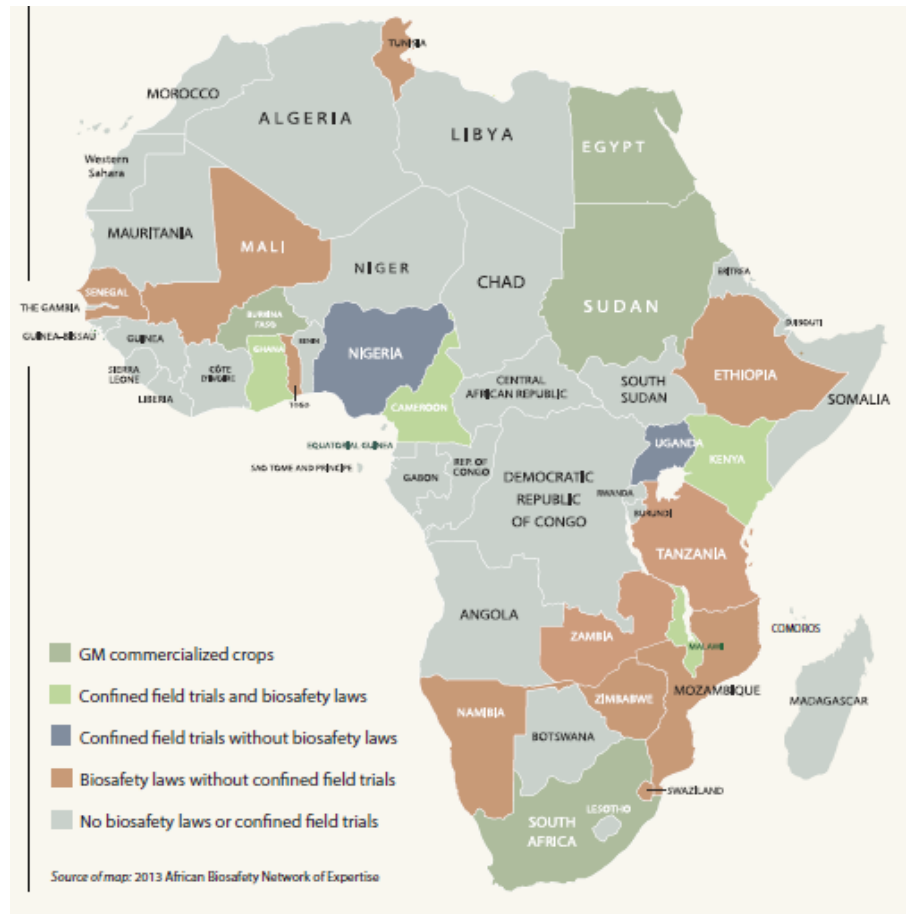 TUNISIA
MOROCCO
ALGERIA
LIBYA
EGYPT
Western
Sahara
MAURITANIA
MALI
NIGER
CHAD
SUDAN
ERITREA
SENEGAL
THE GAMBIA
BURKINA
FASO
DJIBOUTI
GUINEA-BISSAU
GUINEA
GHANA
BENIN
NIGERIA
SIERRA
LEONE
CÔTE
D'IVOIRE
LIBERIA
TOGO
CAMEROON
CENTRAL
AFRICAN REPUBLIC
SOUTH
SUDAN
ETHIOPIA
SOMALIA
EQUATORIAL GUINEA
SAO TOME AND PRINCIPE
GABON
REP. OF
CONGO
DEMOCRATIC
REPUBLIC
OF CONGO
UGANDA
KENYA
RWANDA
BURUNDI
TANZANIA
ANGOLA
ZAMBIA
MALAWI
COMOROS
MOZAMBIQUE
ZIMBABWE
MADAGASCAR
NAMIBIA
BOTSWANA
SWAZILAND
LESOTHO
SOUTH
AFRICA
GM commercialized crops
Confined field trials and biosafety laws
Confined field trials without biosafety laws
Biosafety laws without confined field trials
No biosafety laws or confined field trials
Source of map: 2013 African Biosafety Network of Expertise